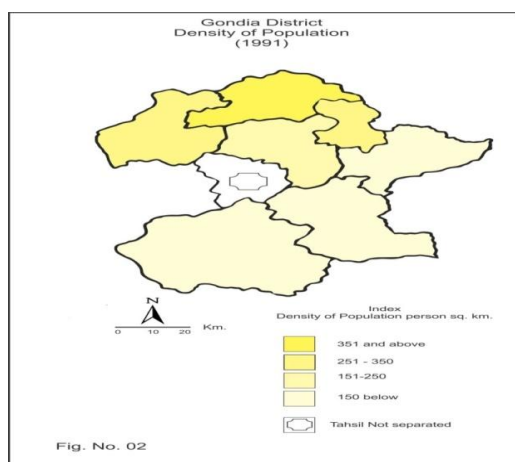 Gondia District
Density of Population
(1991)
N
0 10 20 Km.
Index
Density of Population person sq. km.
351 and above
251 - 350
151-250
150 below
Tahsil Not separated
Fig. No. 02